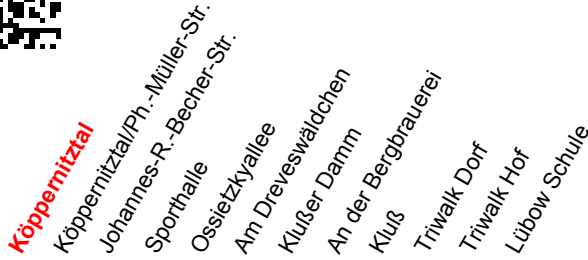 Köppernitztal
Köppernitztal/Ph.-Müller-Str.
Johannes-R.-Becher-Str.
Sporthalle
Ossietzkyallee
Am Dreveswäldchen
Klußer Damm
An der Bergbrauerei
Kluß
Triwalk Dorf
Triwalk Hof
Lübow Schule